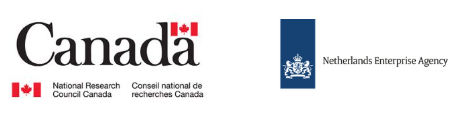 Canada
National Research Council Canada
Conseil national de recherches Canada
Netherlands Enterprise Agency